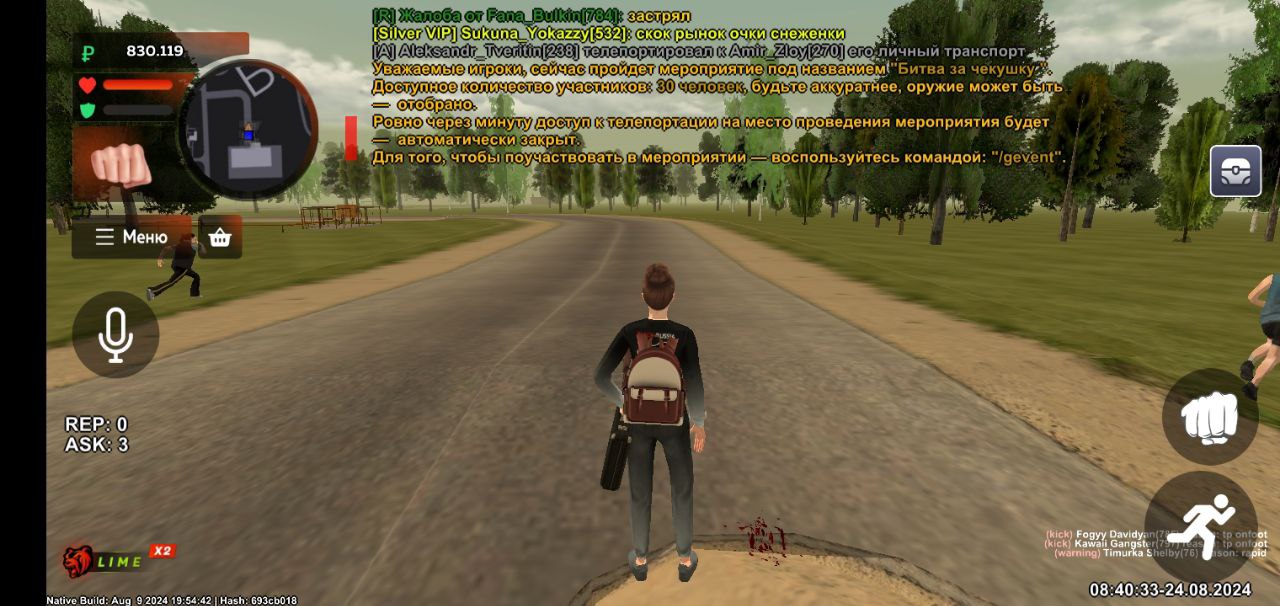 [R] Жалоба от Fana_Bulkin[784]: застрял
[Silver VIP] Sukuna_Yokazzy[532]: скок рынок очки снеженки
[A] Aleksandr_Tveritin[238] телепортировал к Amir_Zloy[270] его личный транспорт
Уважаемые игроки, сейчас пройдет мероприятие под названием "Битва за чекушку".
Доступное количество участников: 30 человек, будьте аккуратнее, оружие может быть
— отобрано.
Ровно через минуту доступ к телепортации на место проведения мероприятия будет
— автоматически закрыт.
Для того, чтобы поучаствовать в мероприятии — воспользуйтесь командой: "/gevent".
₽ 830.119
Меню
REP: 0
ASK: 3
LIME X2
(kick) Fogyy Davidyan tp onfoot
(kick) Kawaii Gangster tp onfoot
(warning) Timurka Shelby(76) rapid
08:40:33-24.08.2024
Native Build: Aug 9 2024 19:54:42 | Hash: 693cb018